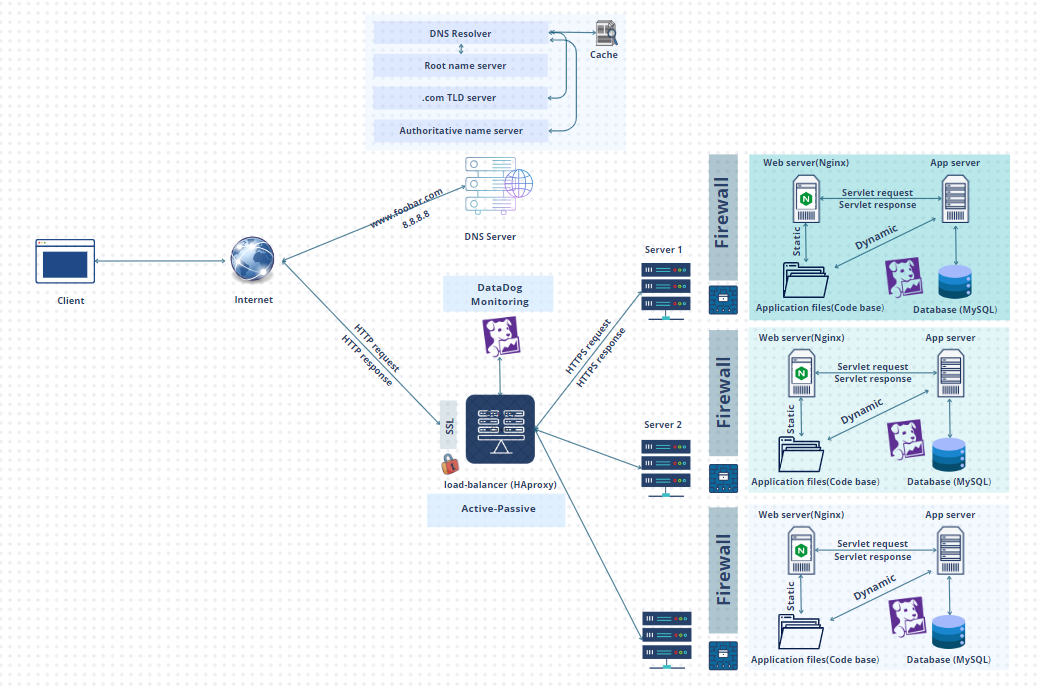 DNS Resolver
Root name server
.com TLD server
Authoritative name server
Cache
www.foobar.com
8.8.8.8
DNS Server
Client
Internet
DataDog
Monitoring
HTTP request
HTTP response
SSL
load-balancer (HAproxy)
Active-Passive
HTTPS request
HTTPS response
Server 1
Server 2
Firewall
Web server(Nginx)
App server
Servlet request
Servlet response
Static
Dynamic
Application files(Code base)
Database (MySQL)
Firewall
Web server(Nginx)
App server
Servlet request
Servlet response
Static
Dynamic
Application files(Code base)
Database (MySQL)
Firewall
Web server(Nginx)
App server
Servlet request
Servlet response
Static
Dynamic
Application files(Code base)
Database (MySQL)